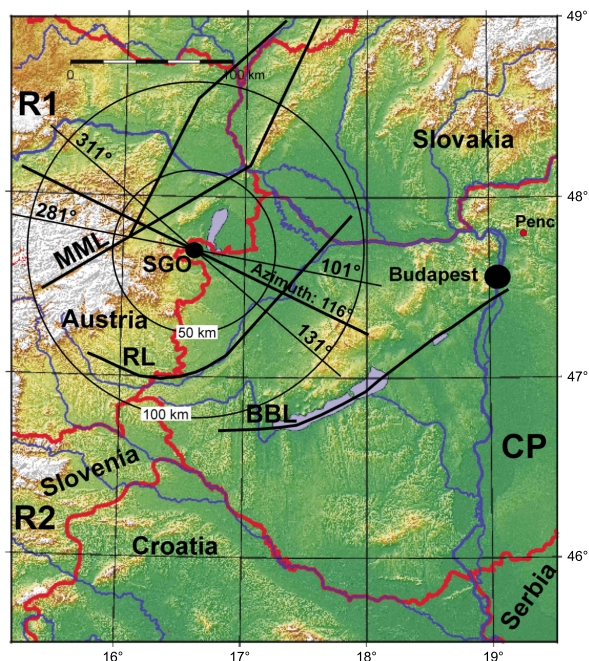 49°
0
100 km
R1
Slovakia
311°
48°
281°
Penc
MML
SGO
101°
Budapest
Azimuth: 116°
Austria
50 km
131°
RL
47°
100 km
BBL
CP
Slovenia
R2
Croatia
46°
Serbia
16°
17°
18°
19°